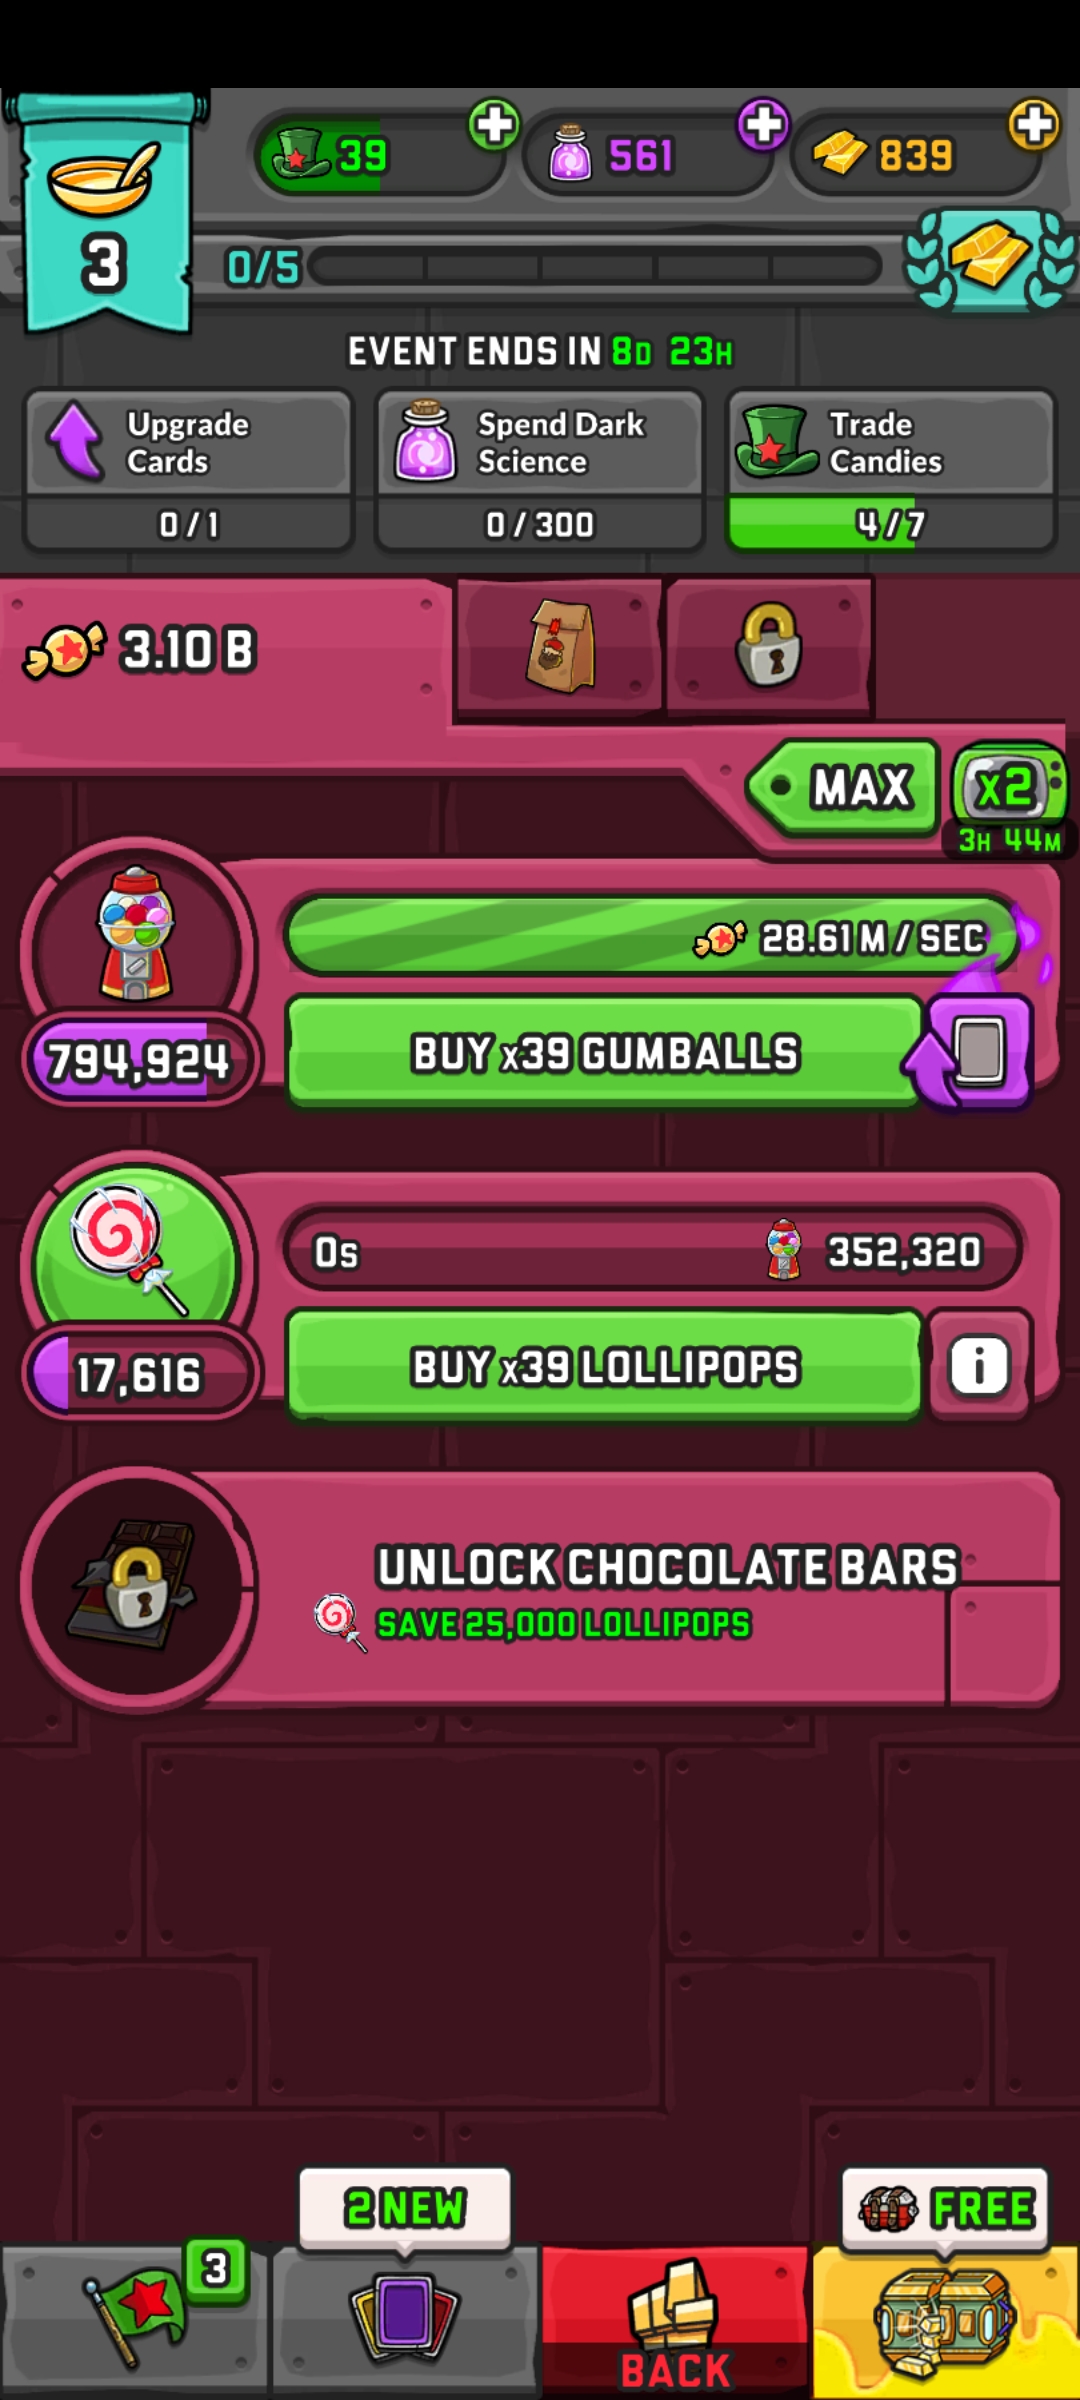 39
561
839
3
0/5
EVENT ENDS IN 8D 23H
Upgrade
Cards
0 / 1
Spend Dark
Science
0 / 300
Trade
Candies
4 / 7
3.10 B
MAX
x2
3H 44M
28.61 M / SEC
794,924
BUY x39 GUMBALLS
0s
352,320
17,616
BUY x39 LOLLIPOPS
i
UNLOCK CHOCOLATE BARS
SAVE 25,000 LOLLIPOPS
2 NEW
FREE
3
BACK